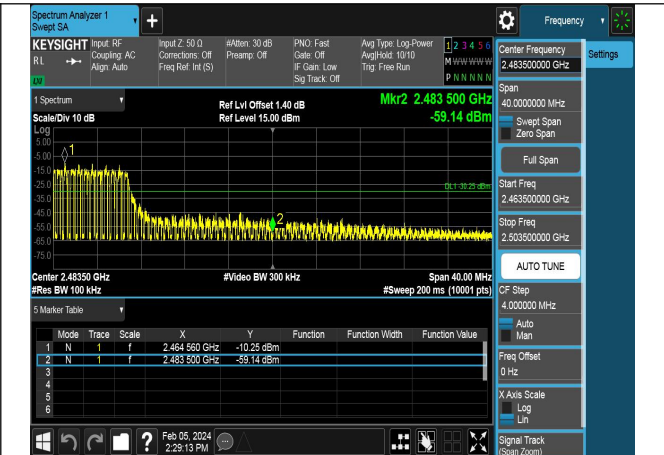 Spectrum Analyzer 1
Swept SA
Frequency
KEYSIGHT
RL
Input: RF
Coupling: AC
Align: Auto
Input Z: 50 Ω
Corrections: Off
Freq Ref: Int (S)
#Atten: 30 dB
Preamp: Off
PNO: Fast
Gate: Off
IF Gain: Low
Sig Track: Off
Avg Type: Log-Power
Avg|Hold: 10/10
Trig: Free Run
1 2 3 4 5 6
M W W W W W
P N N N N N
LXI
1 Spectrum
Scale/Div 10 dB
Ref Lvl Offset 1.40 dB
Ref Level 15.00 dBm
Mkr2 2.483 500 GHz
-59.14 dBm
Log
5.00
-5.00
-15.0
-25.0
-35.0
-45.0
-55.0
-65.0
-75.0
1
2
DL1 -30.25 dBm
Center 2.48350 GHz
#Res BW 100 kHz
#Video BW 300 kHz
Span 40.00 MHz
#Sweep 200 ms (10001 pts)
5 Marker Table
Mode Trace Scale X Y Function Function Width Function Value
1 N 1 f 2.464 560 GHz -10.25 dBm
2 N 1 f 2.483 500 GHz -59.14 dBm
3
4
5
6
Feb 05, 2024
2:29:13 PM
Center Frequency
2.483500000 GHz
Settings
Span
40.0000000 MHz
Swept Span
Zero Span
Full Span
Start Freq
2.463500000 GHz
Stop Freq
2.503500000 GHz
AUTO TUNE
CF Step
4.000000 MHz
Auto
Man
Freq Offset
0 Hz
X Axis Scale
Log
Lin
Signal Track
(Span Zoom)